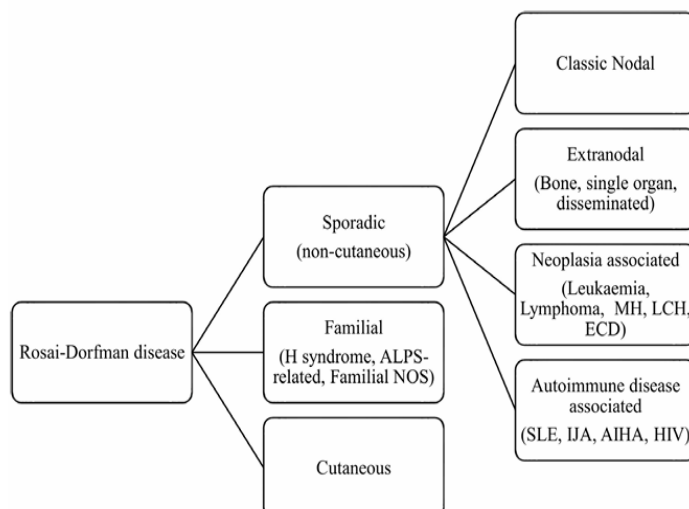 Rosai-Dorfman disease
Sporadic
(non-cutaneous)
Familial
(H syndrome, ALPS-
related, Familial NOS)
Cutaneous
Classic Nodal
Extranodal
(Bone, single organ,
disseminated)
Neoplasia associated
(Leukaemia,
Lymphoma, MH, LCH,
ECD)
Autoimmune disease
associated
(SLE, IJA, AIHA, HIV)